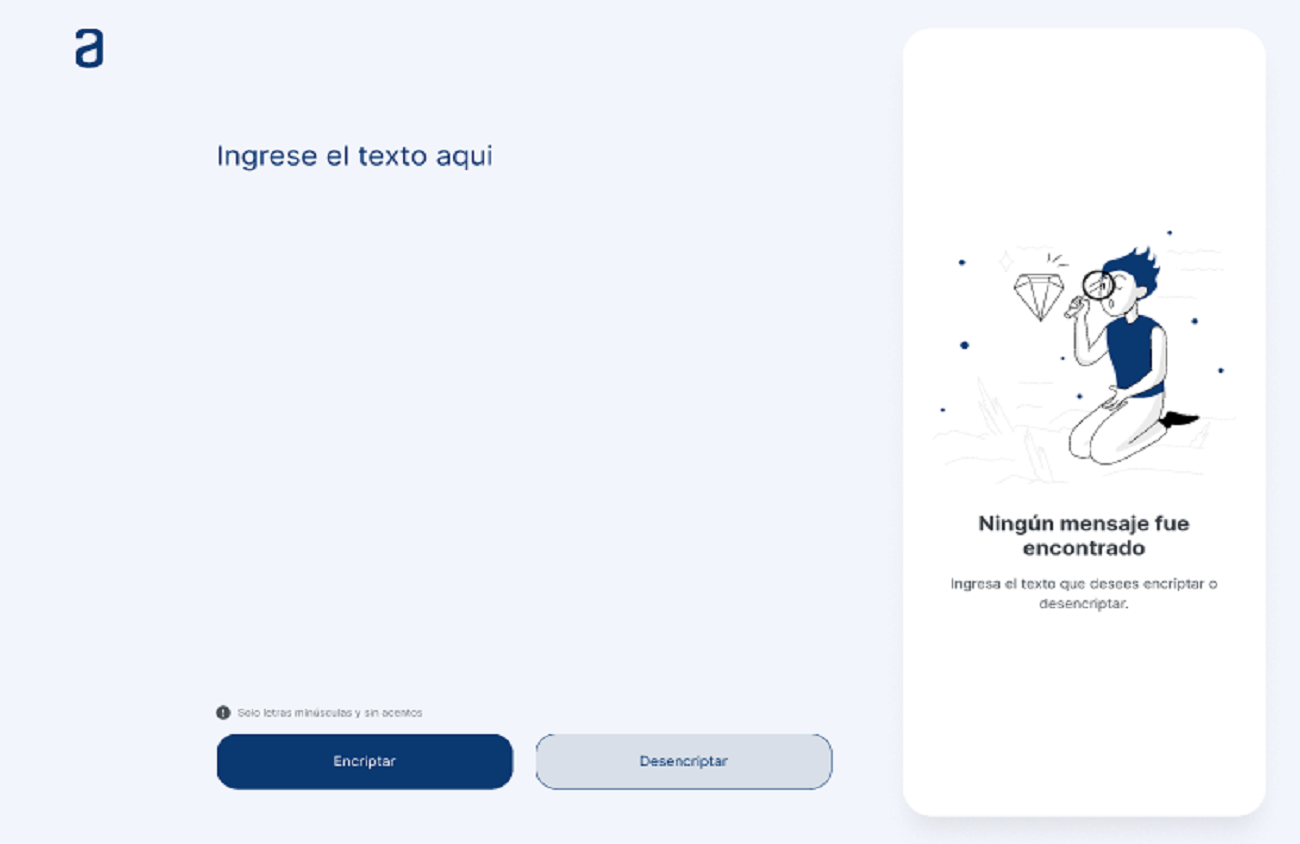 a
Ingrese el texto aqui
Ningún mensaje fue
encontrado
Ingresa el texto que desees encriptar o
desencriptar.
Solo letras minúsculas y sin acentos
Encriptar
Desencriptar